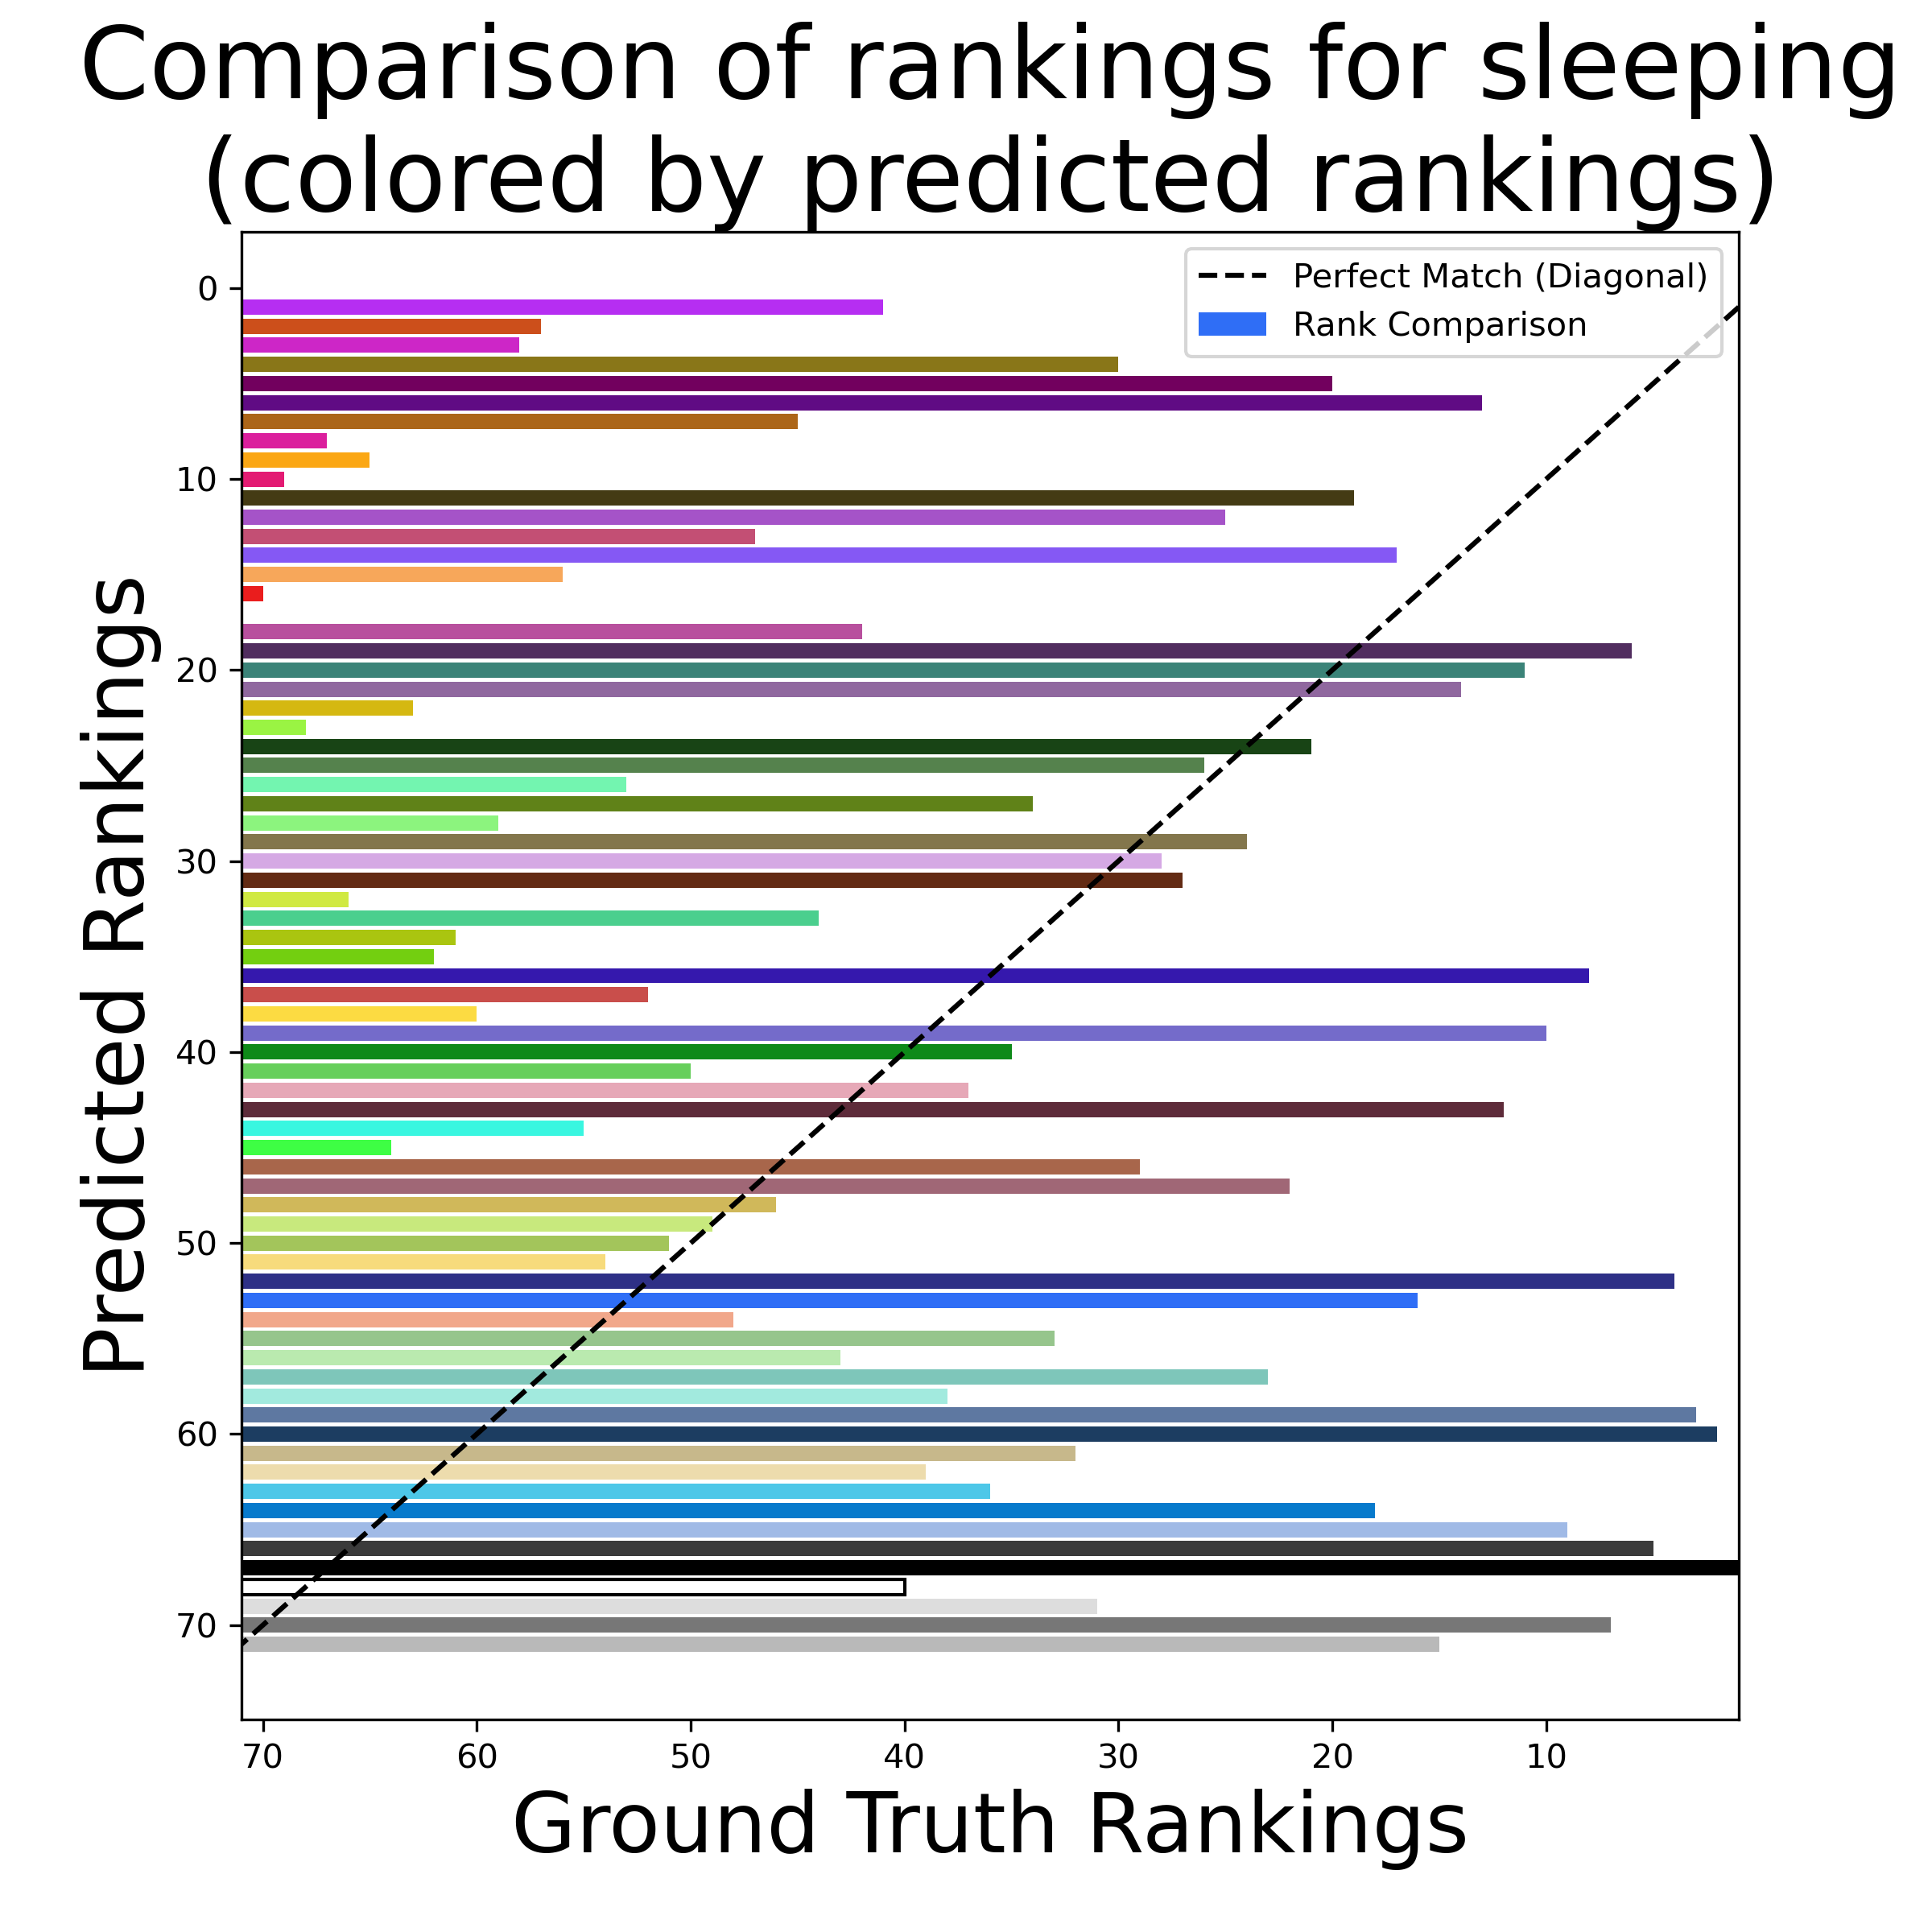 Comparison of rankings for sleeping
(colored by predicted rankings)
Perfect Match (Diagonal)
Rank Comparison
Predicted Rankings
0
10
20
30
40
50
60
70
70 60 50 40 30 20 10
Ground Truth Rankings